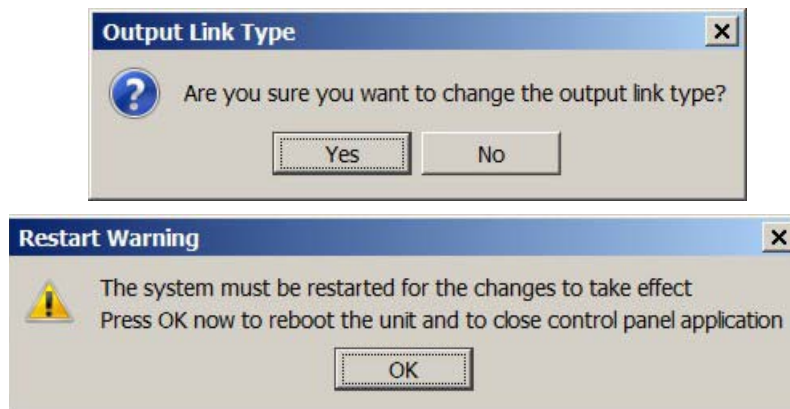 Output Link Type
Are you sure you want to change the output link type?
Yes No
Restart Warning
The system must be restarted for the changes to take effect
Press OK now to reboot the unit and to close control panel application
OK